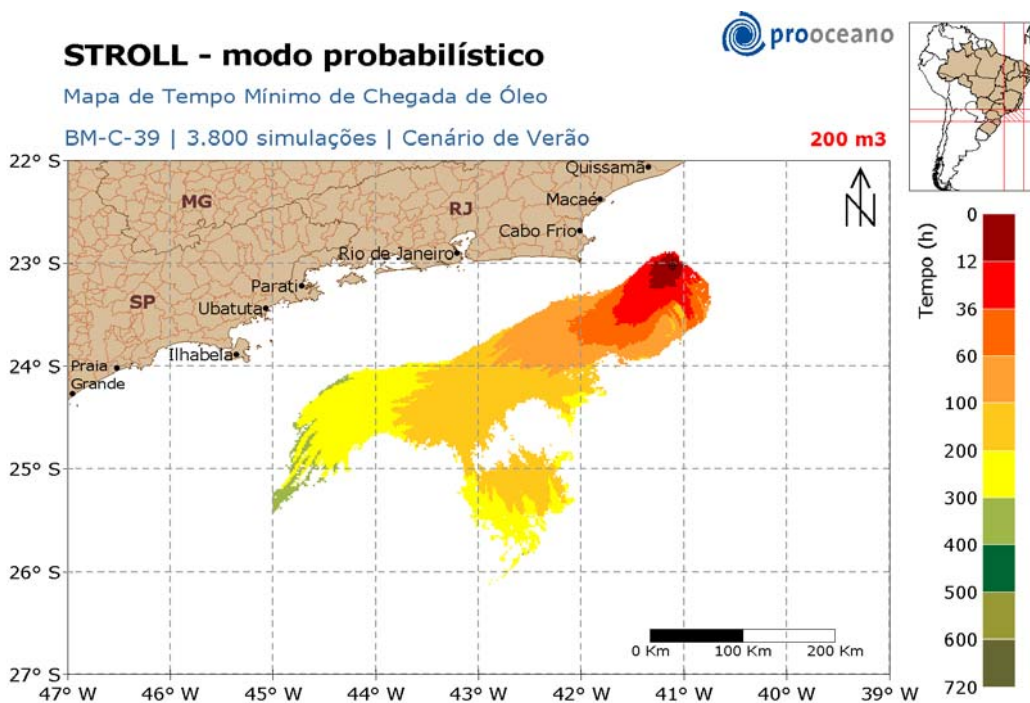 prooceano
STROLL - modo probabilístico
Mapa de Tempo Mínimo de Chegada de Óleo
BM-C-39 | 3.800 simulações | Cenário de Verão
200 m3
N
22° S
23° S
24° S
25° S
26° S
27° S
Quissamã
MG
Macaé
RJ
Cabo Frio
Rio de Janeiro
Parati
SP
Ubatuta
Ilhabela
Praia
Grande
0 Km 100 Km 200 Km
47° W 46° W 45° W 44° W 43° W 42° W 41° W 40° W 39° W
Tempo (h)
0
12
36
60
100
200
300
400
500
600
720